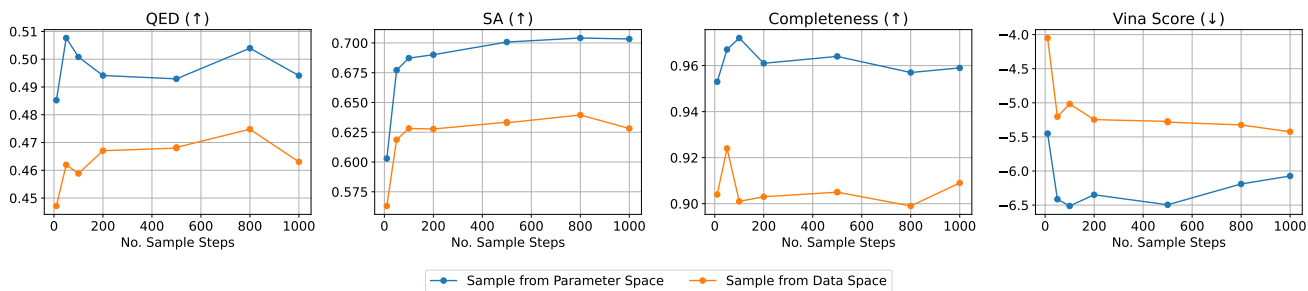 QED (↑)
0.51
0.50
0.49
0.48
0.47
0.46
0.45
0 200 400 600 800 1000
No. Sample Steps
SA (↑)
0.700
0.675
0.650
0.625
0.600
0.575
0 200 400 600 800 1000
No. Sample Steps
Completeness (↑)
0.96
0.94
0.92
0.90
0 200 400 600 800 1000
No. Sample Steps
Vina Score (↓)
−4.0
−4.5
−5.0
−5.5
−6.0
−6.5
0 200 400 600 800 1000
No. Sample Steps
Sample from Parameter Space Sample from Data Space